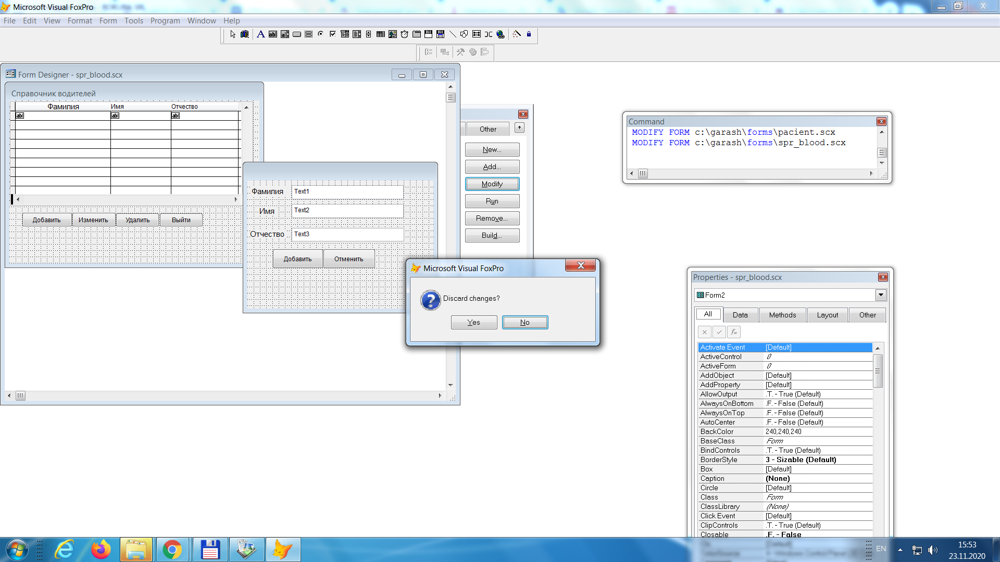 Microsoft Visual FoxPro
File Edit View Format Form Tools Program Window Help
Form Designer - spr_blood.scx
Справочник водителей
Фамилия Имя Отчество
ab| ab| ab|
Добавить Изменить Удалить Выйти
Фамилия Text1
Имя Text2
Отчество Text3
Добавить Отменить
Other
New...
Add...
Modify
Run
Remove...
Build...
Command
MODIFY FORM c:\garash\forms\pacient.scx
MODIFY FORM c:\garash\forms\spr_blood.scx
Microsoft Visual FoxPro
Discard changes?
Yes No
Properties - spr_blood.scx
Form2
All Data Methods Layout Other
Activate Event [Default]
ActiveControl ()
ActiveForm ()
AddObject [Default]
AddProperty [Default]
AllowOutput .T. - True (Default)
AlwaysOnBottom .F. - False (Default)
AlwaysOnTop .F. - False (Default)
AutoCenter .F. - False (Default)
BackColor 240,240,240
BaseClass Form
BindControls .T. - True (Default)
BorderStyle 3 - Sizable (Default)
Box [Default]
Caption (None)
Circle [Default]
Class Form
ClassLibrary (None)
Click Event [Default]
ClipControls .T. - True (Default)
Closable .F. - False
EN
15:53
23.11.2020